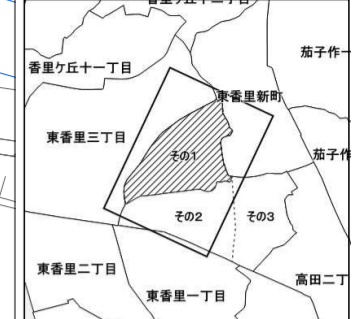 香里ケ丘十一丁目
茄子作
東香里新町
東香里三丁目
その1
茄子作
その2
その3
東香里二丁目
高田二丁
東香里一丁目